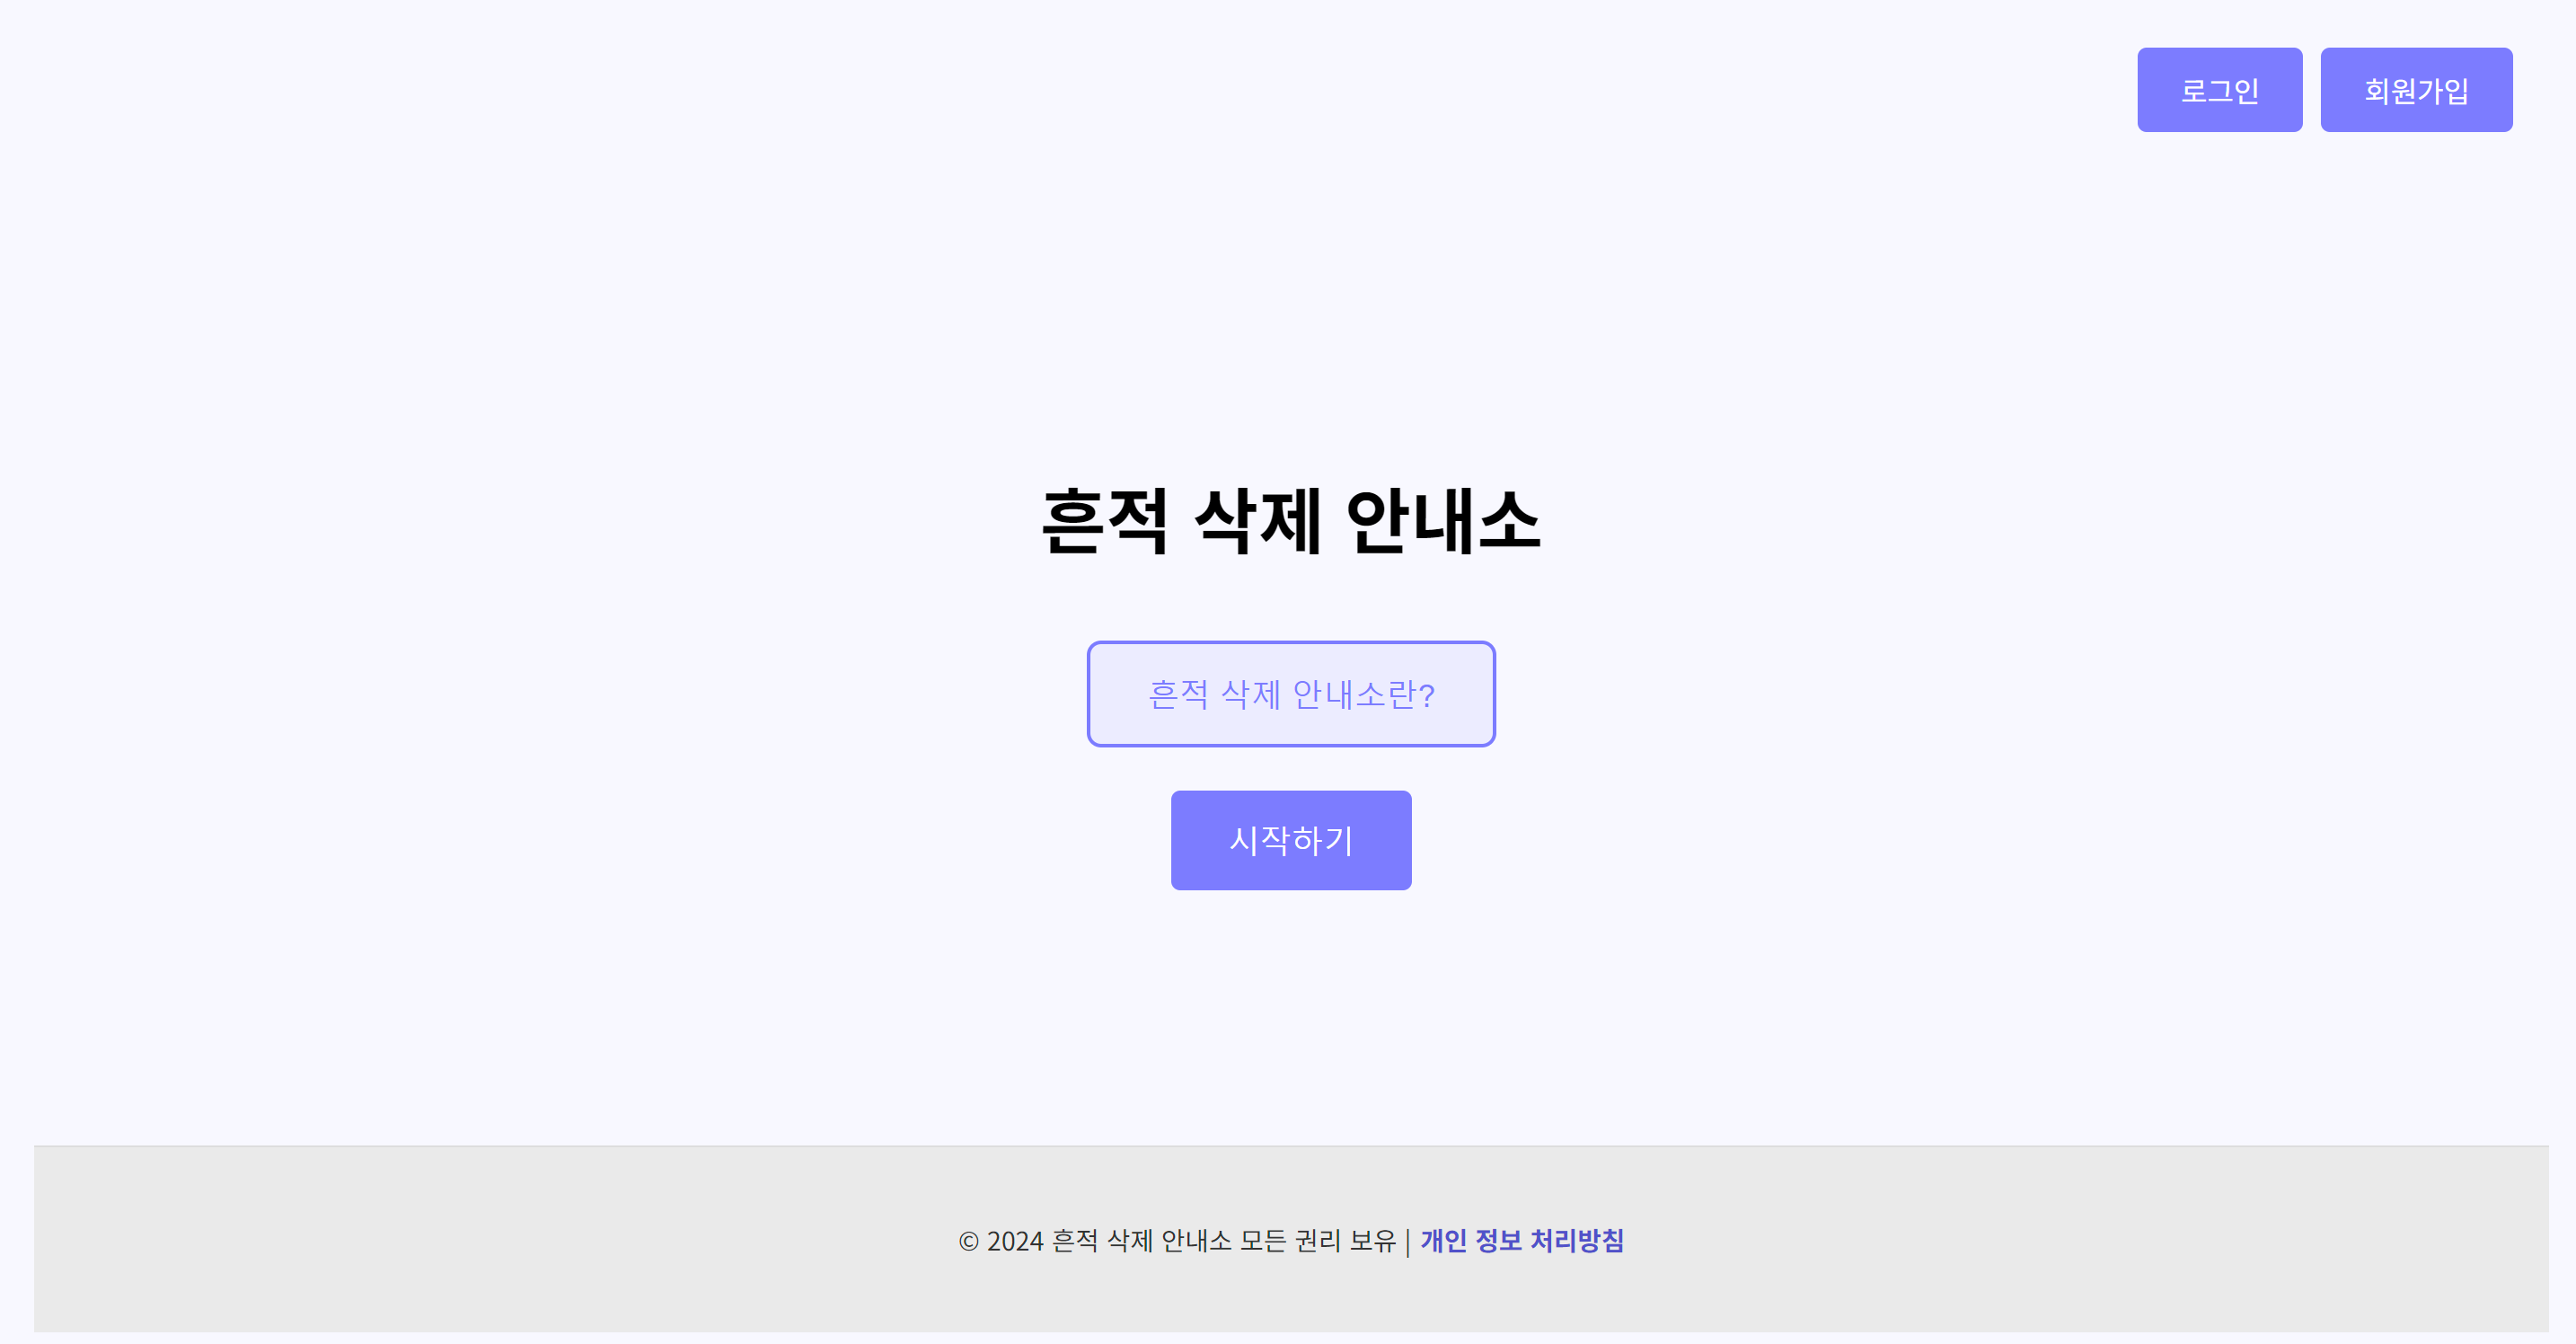 로그인 회원가입
흔적 삭제 안내소
흔적 삭제 안내소란?
시작하기
© 2024 흔적 삭제 안내소 모든 권리 보유 | 개인 정보 처리방침